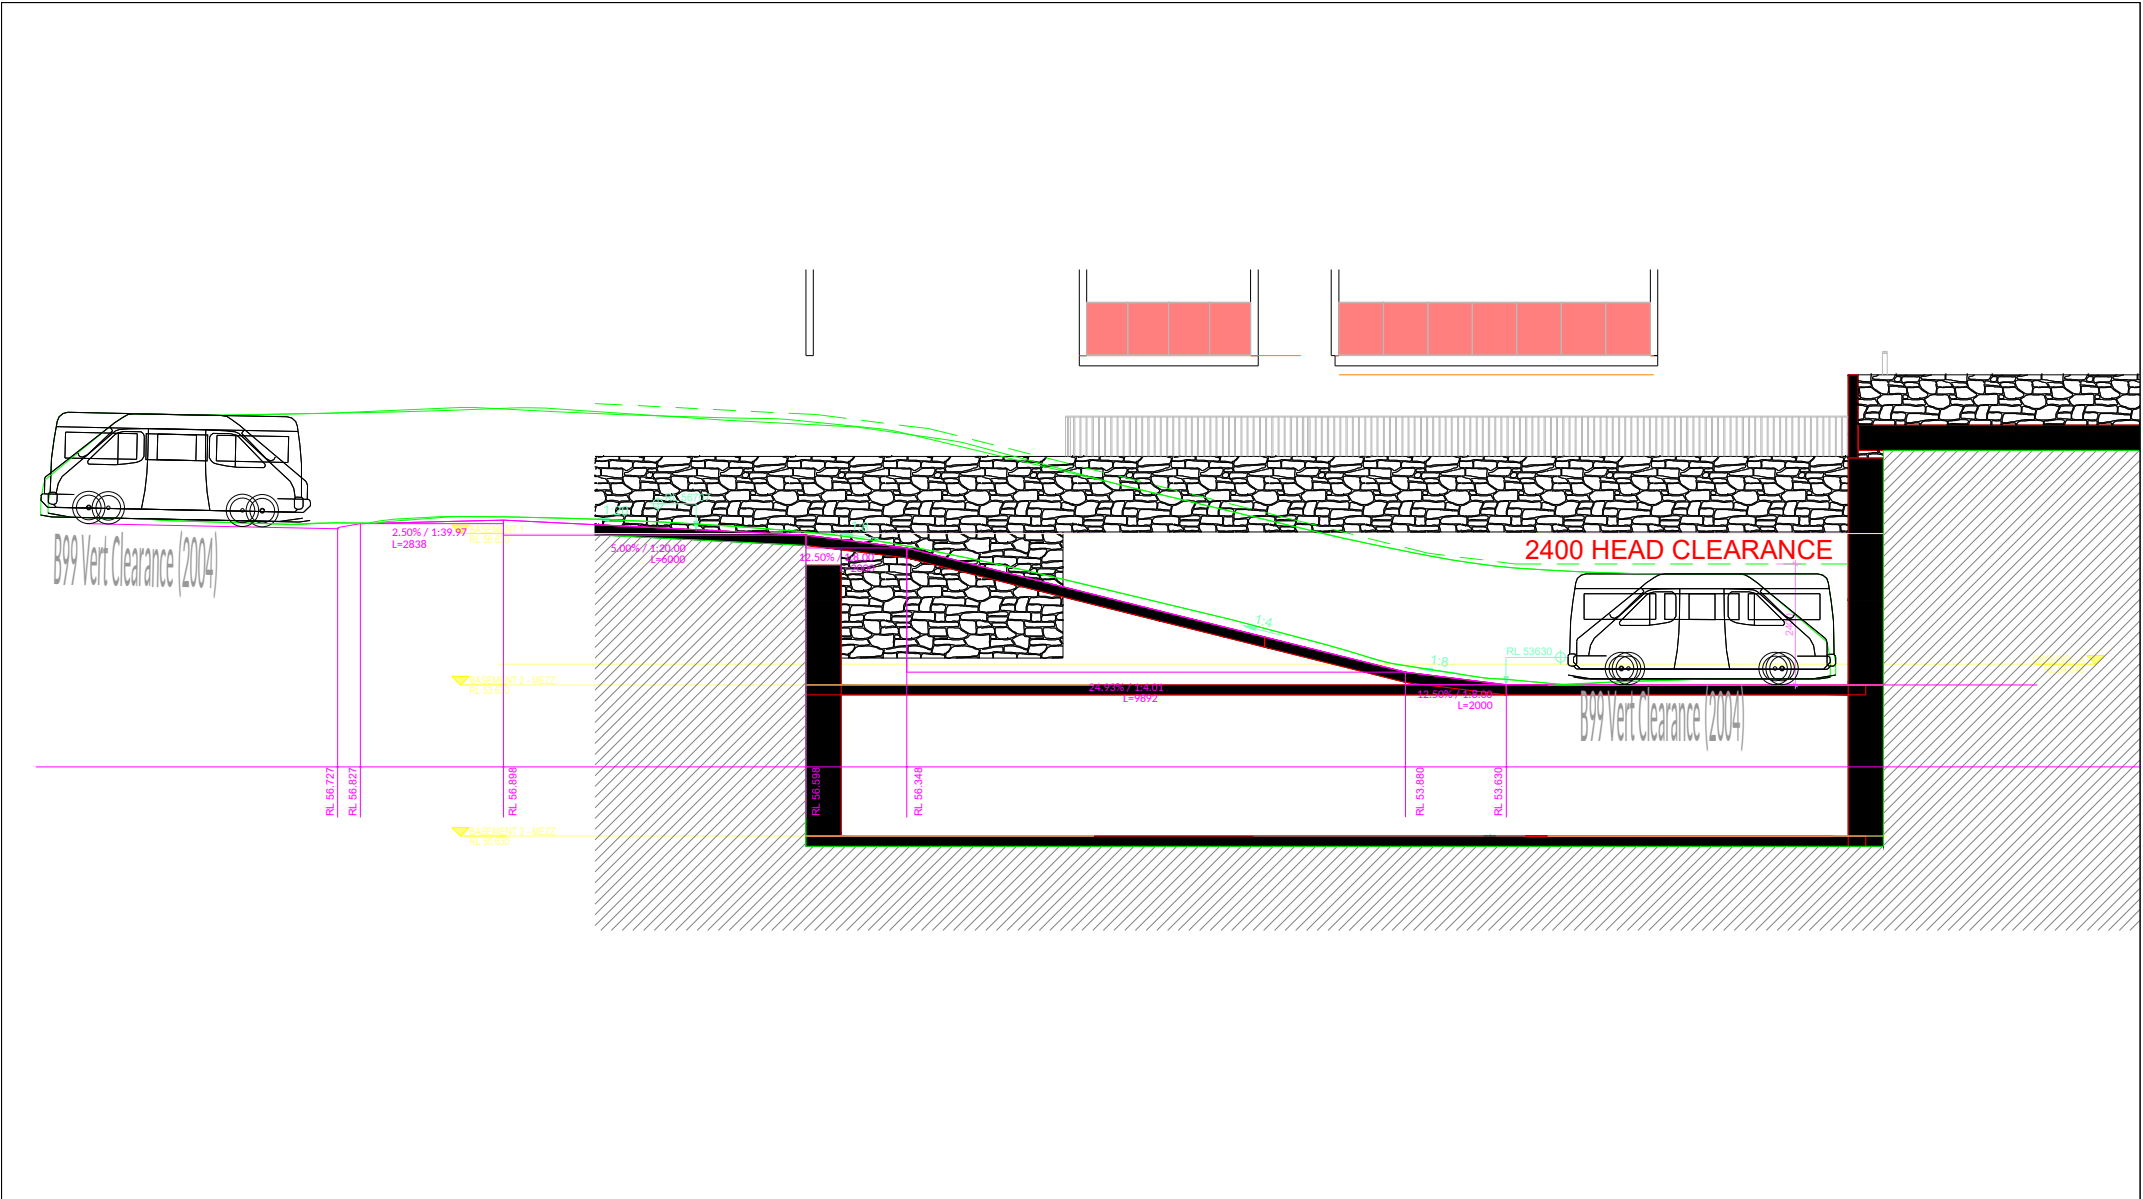 2400 HEAD CLEARANCE
2.50% / 1:39.97
L=2838
B99 Vert Clearance (2004)
5.00% / 1:20.00
L=6000
12.50% / 1:8.00
1:4
1:8
RL 53630
24.93% / 1:4.01
L=9892
12.50% / 1:8.00
L=2000
B99 Vert Clearance (2004)
RL 56.727
RL 56.827
RL 56.898
RL 56.598
RL 56.348
RL 53.880
RL 53.630